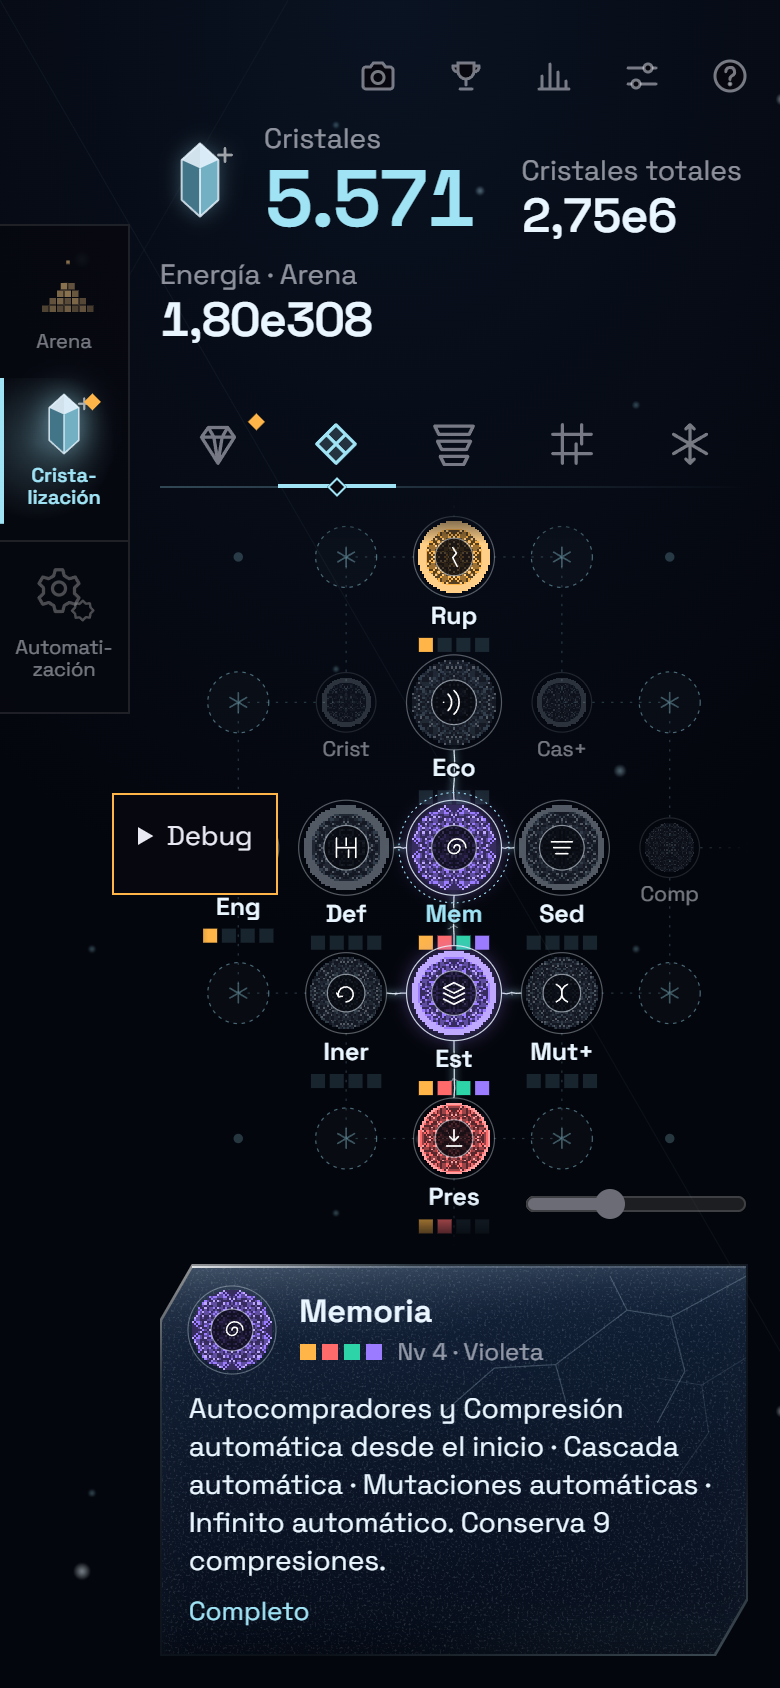 Cristales
5.571
Cristales totales
2,75e6
Energía · Arena
1,80e308
Arena
Crista-
lización
Automati-
zación
Rup
Crist
Eco
Cas+
Debug
Eng
Def
Mem
Sed
Comp
Iner
Est
Mut+
Pres
Memoria
Nv 4 · Violeta
Autocompradores y Compresión
automática desde el inicio · Cascada
automática · Mutaciones automáticas ·
Infinito automático. Conserva 9
compresiones.
Completo